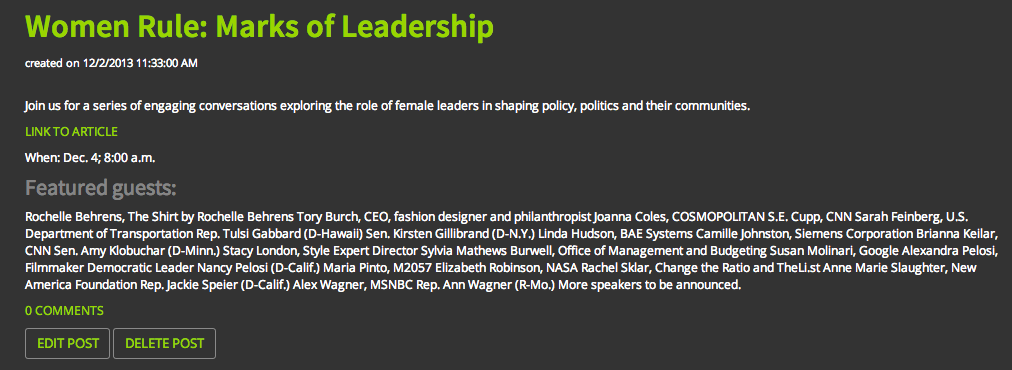 Women Rule: Marks of Leadership
created on 12/2/2013 11:33:00 AM
Join us for a series of engaging conversations exploring the role of female leaders in shaping policy, politics and their communities.
LINK TO ARTICLE
When: Dec. 4; 8:00 a.m.
Featured guests:
Rochelle Behrens, The Shirt by Rochelle Behrens Tory Burch, CEO, fashion designer and philanthropist Joanna Coles, COSMOPOLITAN S.E. Cupp, CNN Sarah Feinberg, U.S.
Department of Transportation Rep. Tulsi Gabbard (D-Hawaii) Sen. Kirsten Gillibrand (D-N.Y.) Linda Hudson, BAE Systems Camille Johnston, Siemens Corporation Brianna Keilar,
CNN Sen. Amy Klobuchar (D-Minn.) Stacy London, Style Expert Director Sylvia Mathews Burwell, Office of Management and Budgeting Susan Molinari, Google Alexandra Pelosi,
Filmmaker Democratic Leader Nancy Pelosi (D-Calif.) Maria Pinto, M2057 Elizabeth Robinson, NASA Rachel Sklar, Change the Ratio and TheLi.st Anne Marie Slaughter, New
America Foundation Rep. Jackie Speier (D-Calif.) Alex Wagner, MSNBC Rep. Ann Wagner (R-Mo.) More speakers to be announced.
0 COMMENTS
EDIT POST DELETE POST